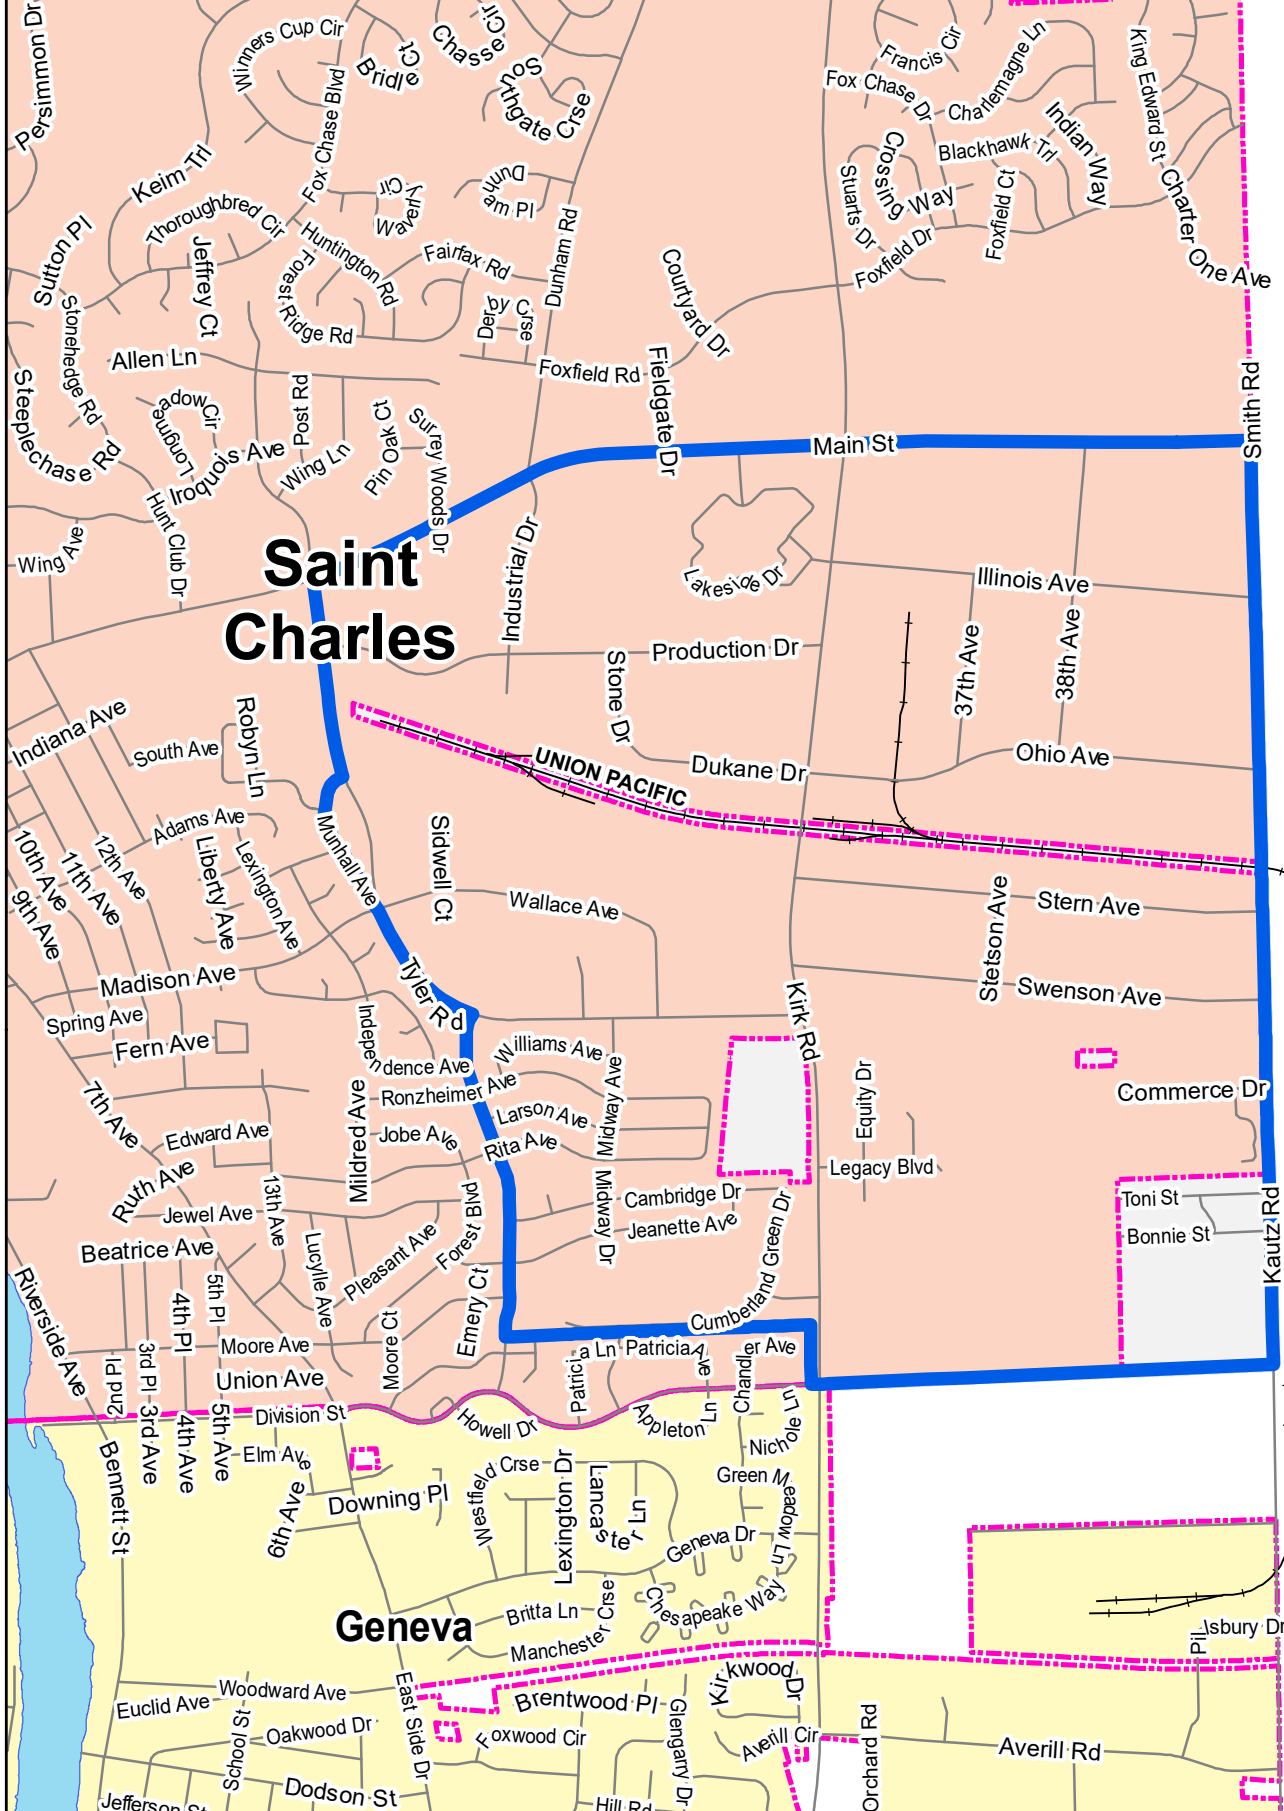 Persimmon Dr
Winners Cup Cir
Bridle Ct
Chasse Cir
Southgate Crse
Fox Chase Blvd
Francis Cir
Charlemagne Ln
King Edward St
Fox Chase Dr
Keim Trl
Crossing Way
Blackhawk Trl
Indian Way
Stuarts Dr
Foxfield Ct
Charter One Ave
Thoroughbred Cir
Waverly Cir
Dunham Pl
Dunham Rd
Sutton Pl
Jeffrey Ct
Huntington Rd
Forest Ridge Rd
Fairfax Rd
Foxfield Dr
Courtyard Dr
Stonehedge Rd
Derby Crse
Allen Ln
Foxfield Rd
Fieldgate Dr
Smith Rd
Steeplechase Rd
Longmeadow Cir
Post Rd
Pin Oak Ct
Surrey Woods Dr
Iroquois Ave
Wing Ln
Main St
Hunt Club Dr
Wing Ave
Industrial Dr
Lakeside Dr
Illinois Ave
Saint
Charles
Production Dr
37th Ave
38th Ave
Stone Dr
Indiana Ave
South Ave
Robyn Ln
UNION PACIFIC
Dukane Dr
Ohio Ave
10th Ave
11th Ave
12th Ave
9th Ave
Adams Ave
Liberty Ave
Lexington Ave
Munhall Ave
Sidwell Ct
Wallace Ave
Stern Ave
Stetson Ave
Madison Ave
Tyler Rd
Swenson Ave
Spring Ave
Fern Ave
Independence Ave
Williams Ave
Kirk Rd
7th Ave
Mildred Ave
Ronzheimer Ave
Larson Ave
Midway Ave
Equity Dr
Commerce Dr
Edward Ave
Jobe Ave
Rita Ave
Legacy Blvd
Ruth Ave
Jewel Ave
13th Ave
Forest Blvd
Midway Dr
Cambridge Dr
Jeanette Ave
Toni St
Bonnie St
Kautz Rd
Beatrice Ave
Lucylle Ave
Pleasant Ave
Cumberland Green Dr
Riverside Ave
5th Pl
4th Pl
3rd Pl
2nd Pl
Moore Ave
Moore Ct
Emery Ct
Patricia Ln
Patricia Ave
Chandler Ave
Union Ave
3rd Ave
4th Ave
5th Ave
Division St
Howell Dr
Appleton Ln
Nichole Ln
Bennett St
Elm Ave
6th Ave
Downing Pl
Westfield Crse
Lexington Dr
Lancaster Ln
Green Meadow Ln
Geneva Dr
Geneva
Britta Ln
Manchester Crse
Chesapeake Way
Pilsbury Dr
Euclid Ave
Woodward Ave
East Side Dr
Brentwood Pl
Kirkwood Dr
School St
Oakwood Dr
Foxwood Cir
Glengarry Dr
Averill Cir
Orchard Rd
Averill Rd
Jefferson St
Dodson St
Hill Rd